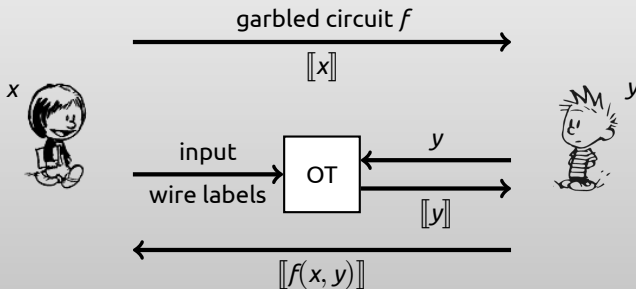 garbled circuit f
⟦x⟧
x
y
input
wire labels
OT
y
⟦y⟧
⟦f(x, y)⟧